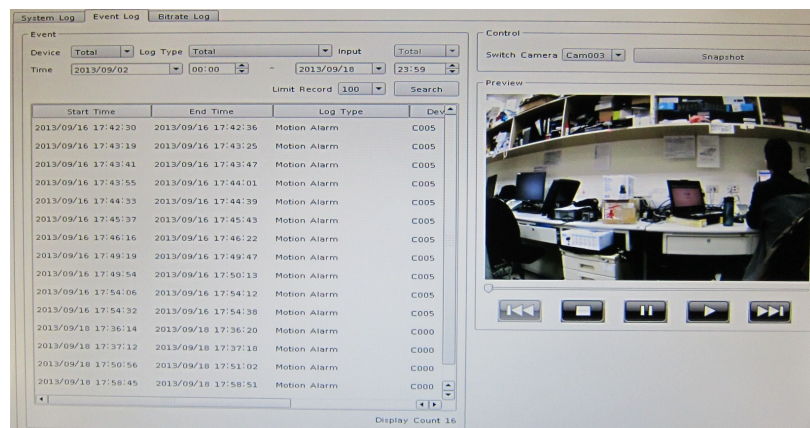 System Log Event Log Bitrate Log
Event
Device Total Log Type Total Input Total
Time 2013/09/02 00:00 - 2013/09/18 23:59
Limit Record 100 Search
Start Time End Time Log Type Dev
2013/09/16 17:42:30 2013/09/16 17:42:36 Motion Alarm C005
2013/09/16 17:43:19 2013/09/16 17:43:25 Motion Alarm C005
2013/09/16 17:43:41 2013/09/16 17:43:47 Motion Alarm C005
2013/09/16 17:43:55 2013/09/16 17:44:01 Motion Alarm C005
2013/09/16 17:44:33 2013/09/16 17:44:39 Motion Alarm C005
2013/09/16 17:45:37 2013/09/16 17:45:43 Motion Alarm C005
2013/09/16 17:46:16 2013/09/16 17:46:22 Motion Alarm C005
2013/09/16 17:49:19 2013/09/16 17:49:47 Motion Alarm C005
2013/09/16 17:49:54 2013/09/16 17:50:13 Motion Alarm C005
2013/09/16 17:54:06 2013/09/16 17:54:12 Motion Alarm C005
2013/09/16 17:54:32 2013/09/16 17:54:38 Motion Alarm C005
2013/09/18 17:36:14 2013/09/18 17:36:20 Motion Alarm C000
2013/09/18 17:37:12 2013/09/18 17:37:18 Motion Alarm C000
2013/09/18 17:50:56 2013/09/18 17:51:02 Motion Alarm C000
2013/09/18 17:58:45 2013/09/18 17:58:51 Motion Alarm C000
Display Count 16
Control
Switch Camera Cam003 Snapshot
Preview